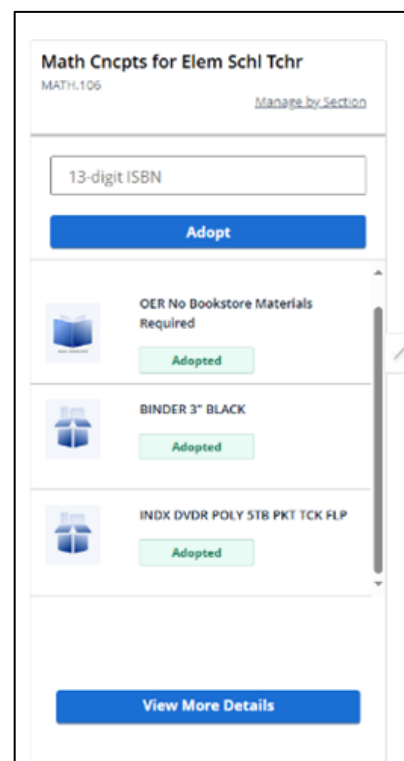 Math Cncpts for Elem Schl Tchr
MATH.106
Manage by Section
13-digit ISBN
Adopt
OER No Bookstore Materials
Required
Adopted
BINDER 3" BLACK
Adopted
INDX DVDR POLY 5TB PKT TCK FLP
Adopted
View More Details